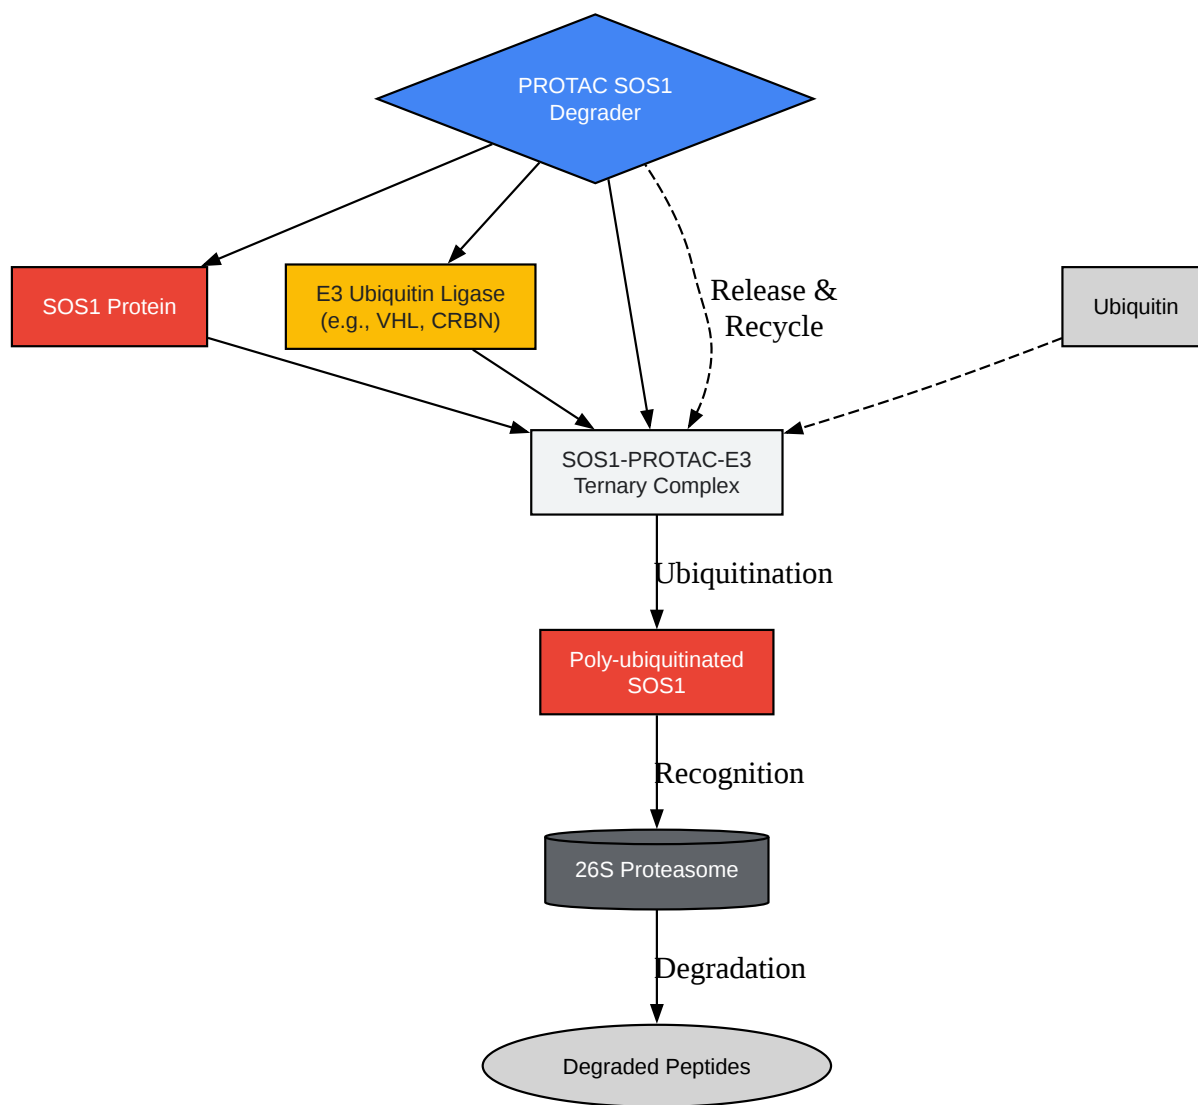 PROTAC SOS1
Degrader
SOS1 Protein
E3 Ubiquitin Ligase
(e.g., VHL, CRBN)
Release &
Recycle
Ubiquitin
SOS1-PROTAC-E3
Ternary Complex
Ubiquitination
Poly-ubiquitinated
SOS1
Recognition
26S Proteasome
Degradation
Degraded Peptides